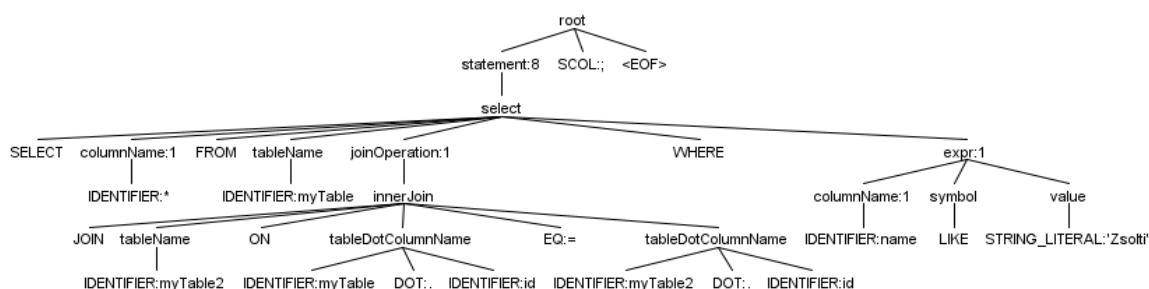 root
statement:8 SCOL:; <EOF>
select
SELECT columnName:1 FROM tableName joinOperation:1 WHERE expr:1
IDENTIFIER:* IDENTIFIER:myTable innerJoin columnName:1 symbol value
JOIN tableName ON tableDotColumnName EQ:= tableDotColumnName IDENTIFIER:name LIKE STRING_LITERAL:'Zsolti'
IDENTIFIER:myTable2 IDENTIFIER:myTable DOT:. IDENTIFIER:id IDENTIFIER:myTable2 DOT:. IDENTIFIER:id